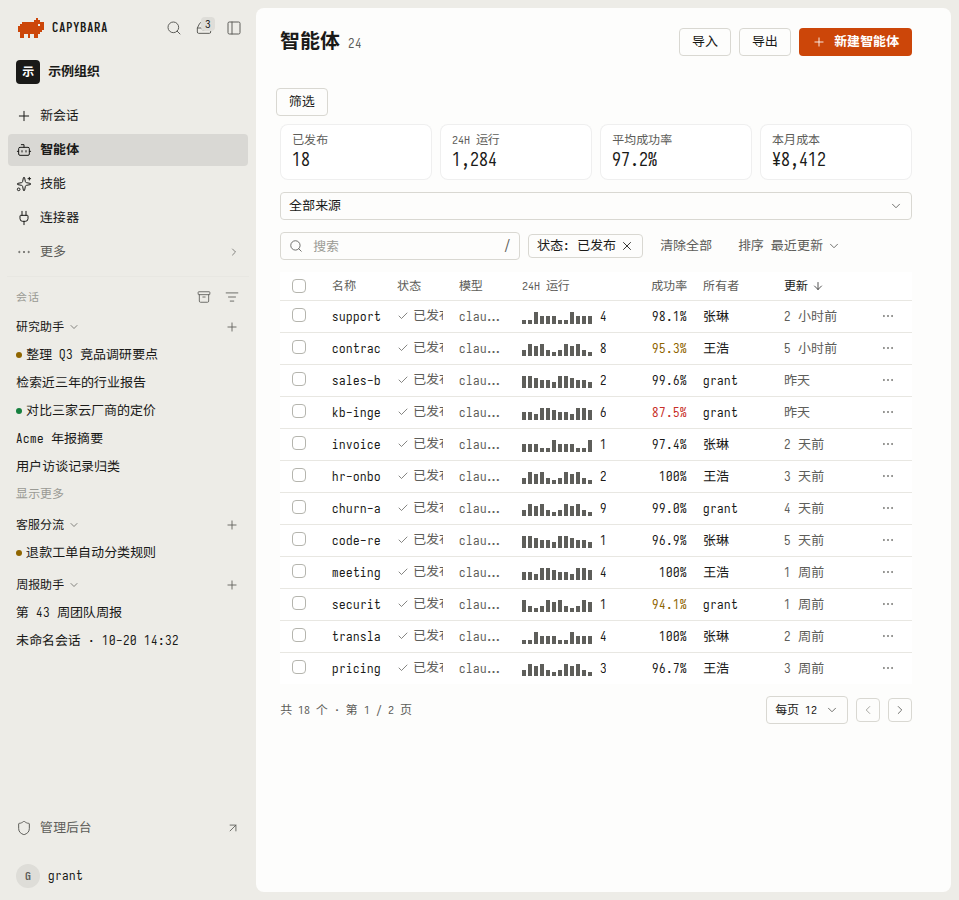 CAPYBARA
3
示 示例组织
新会话
智能体
技能
连接器
更多
会话
研究助手
整理 Q3 竞品调研要点
检索近三年的行业报告
对比三家云厂商的定价
Acme 年报摘要
用户访谈记录归类
显示更多
客服分流
退款工单自动分类规则
周报助手
第 43 周团队周报
未命名会话 · 10-20 14:32
管理后台
G grant
智能体 24
导入 导出 + 新建智能体
筛选
已发布 24H 运行 平均成功率 本月成本
18 1,284 97.2% ¥8,412
全部来源
搜索 / 状态: 已发布 清除全部 排序 最近更新
名称 状态 模型 24H 运行 成功率 所有者 更新 ↓
support 已发 clau... 4 98.1% 张琳 2 小时前 ...
contrac 已发 clau... 8 95.3% 王浩 5 小时前 ...
sales-b 已发 clau... 2 99.6% grant 昨天 ...
kb-inge 已发 clau... 6 87.5% grant 昨天 ...
invoice 已发 clau... 1 97.4% 张琳 2 天前 ...
hr-onbo 已发 clau... 2 100% 王浩 3 天前 ...
churn-a 已发 clau... 9 99.0% grant 4 天前 ...
code-re 已发 clau... 1 96.9% 张琳 5 天前 ...
meeting 已发 clau... 4 100% 王浩 1 周前 ...
securit 已发 clau... 1 94.1% grant 1 周前 ...
transla 已发 clau... 4 100% 张琳 2 周前 ...
pricing 已发 clau... 3 96.7% 王浩 3 周前 ...
共 18 个 · 第 1 / 2 页 每页 12